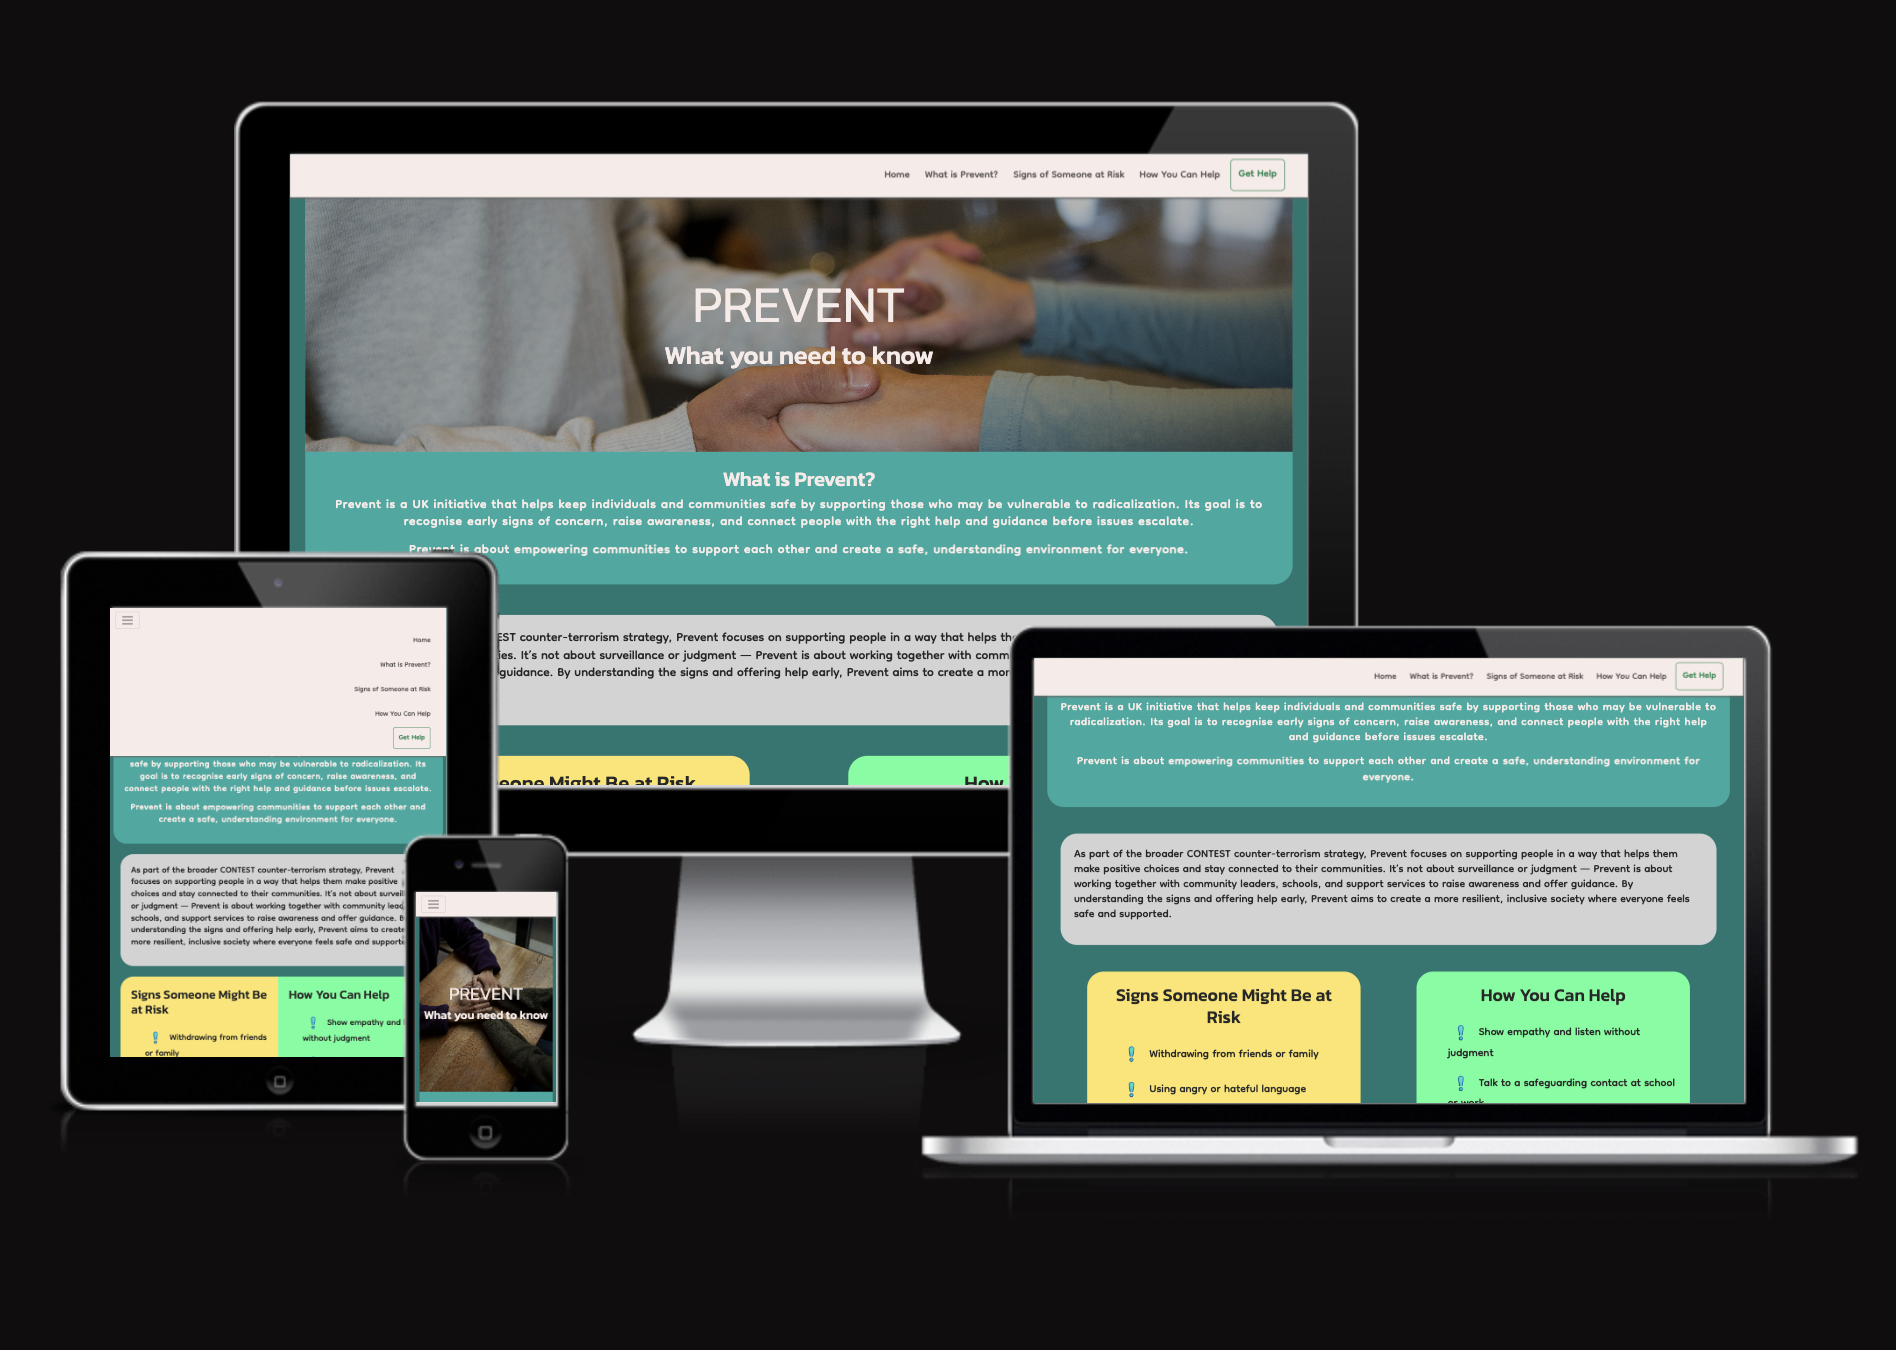 Home What is Prevent? Signs of Someone at Risk How You Can Help Get Help
PREVENT
What you need to know
What is Prevent?
Prevent is a UK initiative that helps keep individuals and communities safe by supporting those who may be vulnerable to radicalization. Its goal is to
recognise early signs of concern, raise awareness, and connect people with the right help and guidance before issues escalate.
Prevent is about empowering communities to support each other and create a safe, understanding environment for everyone.
EST counter-terrorism strategy, Prevent focuses on supporting people in a way that helps th
ies. It's not about surveillance or judgment — Prevent is about working together with comm
guidance. By understanding the signs and offering help early, Prevent aims to create a mor
eone Might Be at Risk
How
Home
What is Prevent?
Signs of Someone at Risk
How You Can Help
Get Help
safe by supporting those who may be vulnerable to radicalization. Its
goal is to recognise early signs of concern, raise awareness, and
connect people with the right help and guidance before issues escalate.
Prevent is about empowering communities to support each other and
create a safe, understanding environment for everyone.
As part of the broader CONTEST counter-terrorism strategy, Prevent
focuses on supporting people in a way that helps them make positive
choices and stay connected to their communities. It's not about surveil
or judgment — Prevent is about working together with community lead
schools, and support services to raise awareness and offer guidance. B
understanding the signs and offering help early, Prevent aims to create
more resilient, inclusive society where everyone feels safe and supporte
Signs Someone Might Be
at Risk
Withdrawing from friends
or family
How You Can Help
Show empathy and l
without judgment
PREVENT
What you need to know
Home What is Prevent? Signs of Someone at Risk How You Can Help Get Help
Prevent is a UK initiative that helps keep individuals and communities safe by supporting those who may be vulnerable to
radicalization. Its goal is to recognise early signs of concern, raise awareness, and connect people with the right help
and guidance before issues escalate.
Prevent is about empowering communities to support each other and create a safe, understanding environment for
everyone.
As part of the broader CONTEST counter-terrorism strategy, Prevent focuses on supporting people in a way that helps them
make positive choices and stay connected to their communities. It's not about surveillance or judgment — Prevent is about
working together with community leaders, schools, and support services to raise awareness and offer guidance. By
understanding the signs and offering help early, Prevent aims to create a more resilient, inclusive society where everyone feels
safe and supported.
Signs Someone Might Be at
Risk
Withdrawing from friends or family
Using angry or hateful language
How You Can Help
Show empathy and listen without
judgment
Talk to a safeguarding contact at school
or work